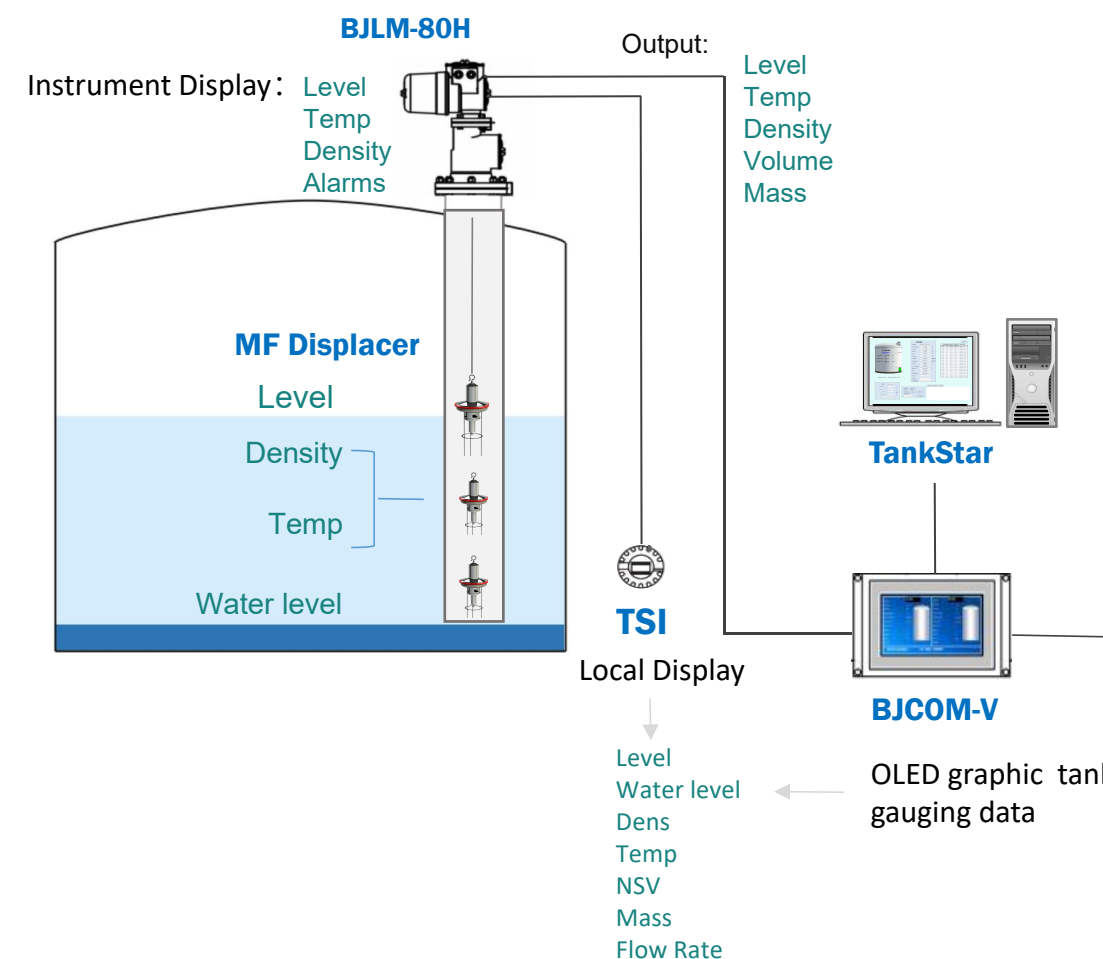 BJLM-80H
Instrument Display：
Level
Temp
Density
Alarms
Output:
Level
Temp
Density
Volume
Mass
MF Displacer
Level
Density
Temp
Water level
TankStar
TSI
Local Display
BJCOM-V
Level
Water level
Dens
Temp
NSV
Mass
Flow Rate
OLED graphic tank
gauging data